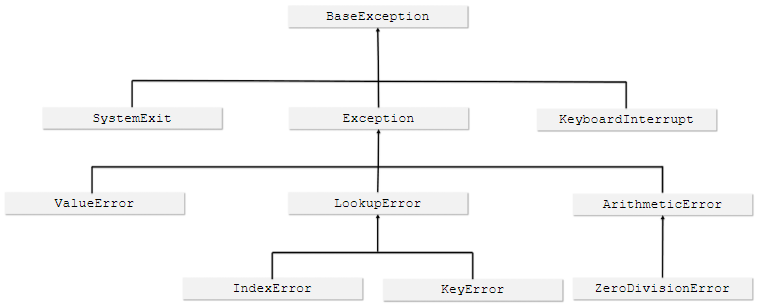 BaseException
SystemExit
Exception
KeyboardInterrupt
ValueError
LookupError
ArithmeticError
IndexError
KeyError
ZeroDivisionError